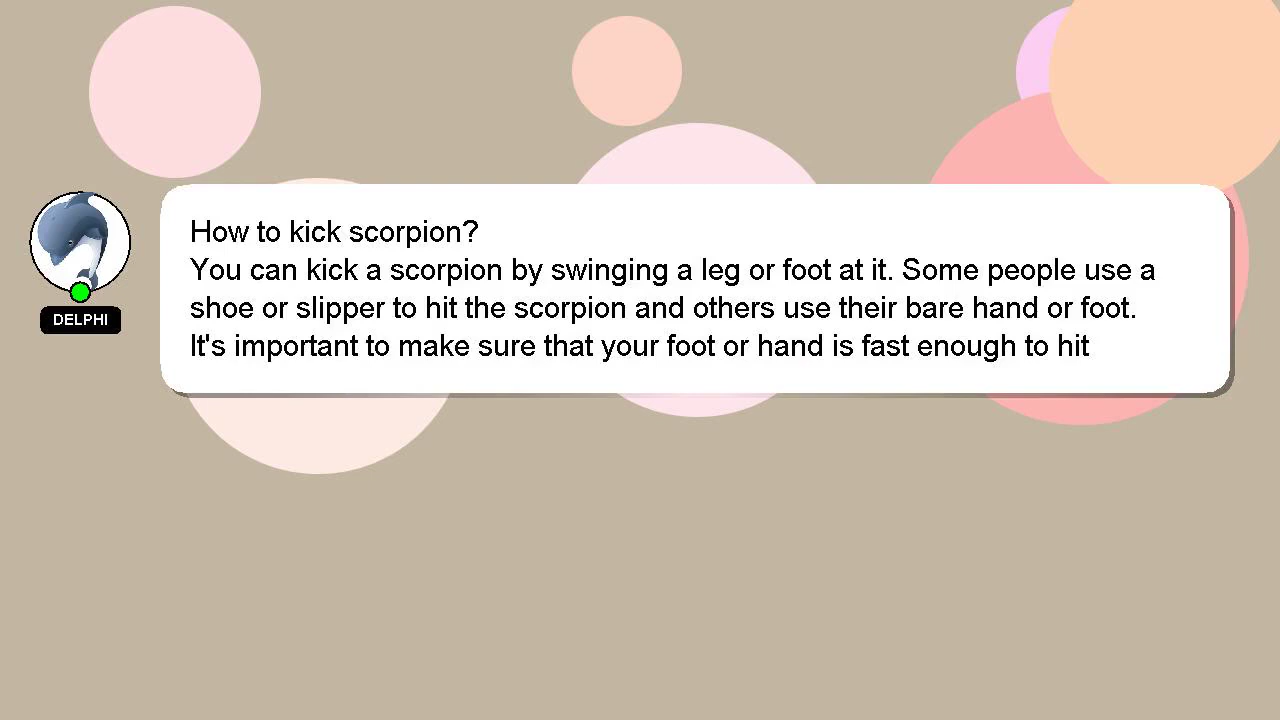 How to kick scorpion?
You can kick a scorpion by swinging a leg or foot at it. Some people use a
shoe or slipper to hit the scorpion and others use their bare hand or foot.
It's important to make sure that your foot or hand is fast enough to hit
DELPHI